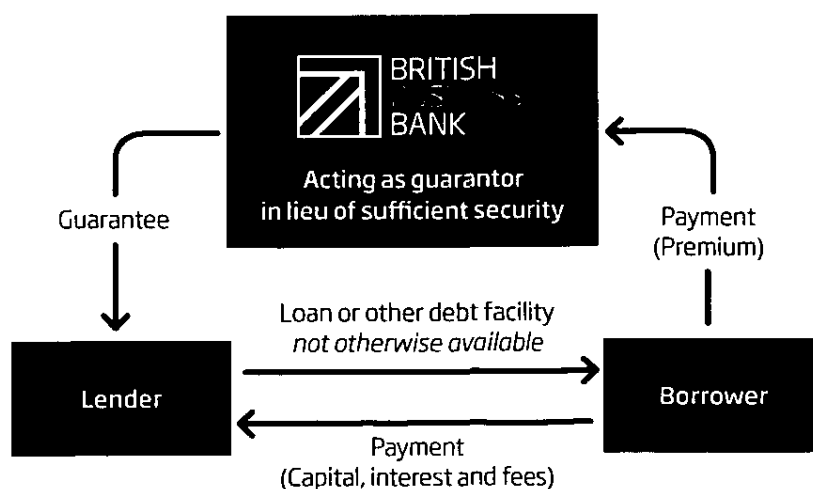 BRITISH
BANK
Acting as guarantor
in lieu of sufficient security
Guarantee
Payment
(Premium)
Loan or other debt facility
not otherwise available
Lender
Borrower
Payment
(Capital, interest and fees)